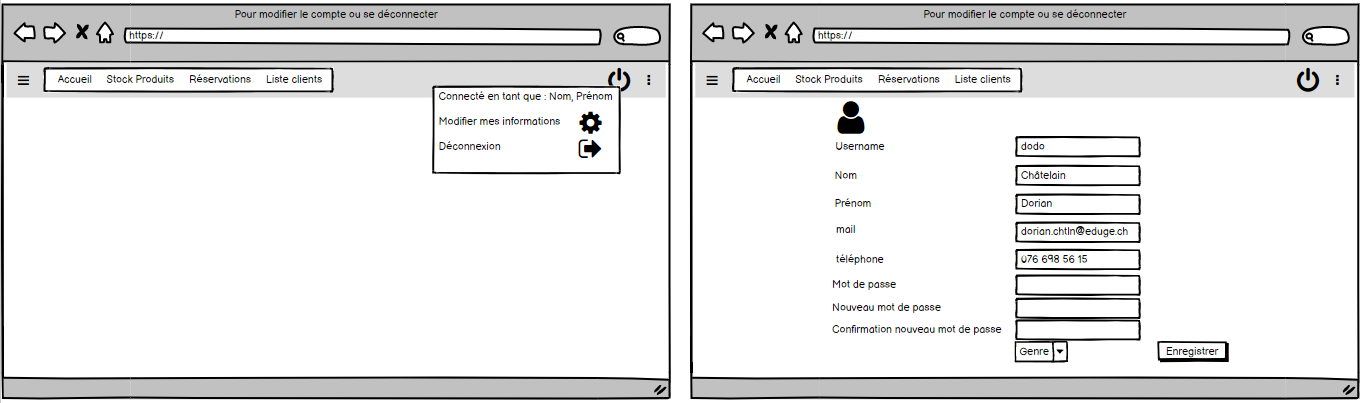 Pour modifier le compte ou se déconnecter
https://
Accueil Stock Produits Réservations Liste clients
Connecté en tant que : Nom, Prénom
Modifier mes informations
Déconnexion
Pour modifier le compte ou se déconnecter
https://
Accueil Stock Produits Réservations Liste clients
Username dodo
Nom Châtelain
Prénom Dorian
mail dorian.chtln@eduge.ch
téléphone 076 698 56 15
Mot de passe
Nouveau mot de passe
Confirmation nouveau mot de passe
Genre Enregistrer